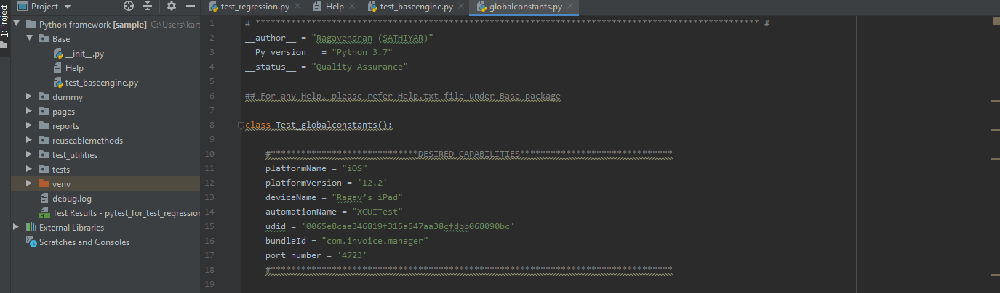 1: Project
Project
test_regression.py
Help
test_baseengine.py
globalconstants.py
Python framework [sample] C:\Users\kart
Base
__init__.py
Help
test_baseengine.py
dummy
pages
reports
reuseablemethods
test_utilities
tests
venv
debug.log
Test Results - pytest_for_test_regression
External Libraries
Scratches and Consoles
1 # *************************************************************************************************** #
2 __author__ = "Ragavendran (SATHIYAR)"
3 __Py_version__ = "Python 3.7"
4 __status__ = "Quality Assurance"
5
6 ## For any Help, please refer Help.txt file under Base package
7
8 class Test_globalconstants():
9
10 #*****************************DESIRED CAPABILITIES******************************
11 platformName = "iOS"
12 platformVersion = '12.2'
13 deviceName = "Ragav’s iPad"
14 automationName = "XCUITest"
15 udid = '0065e8cae346819f315a547aa38cfdbb068090bc'
16 bundleId = "com.invoice.manager"
17 port_number = '4723'
18 #*******************************************************************************
19